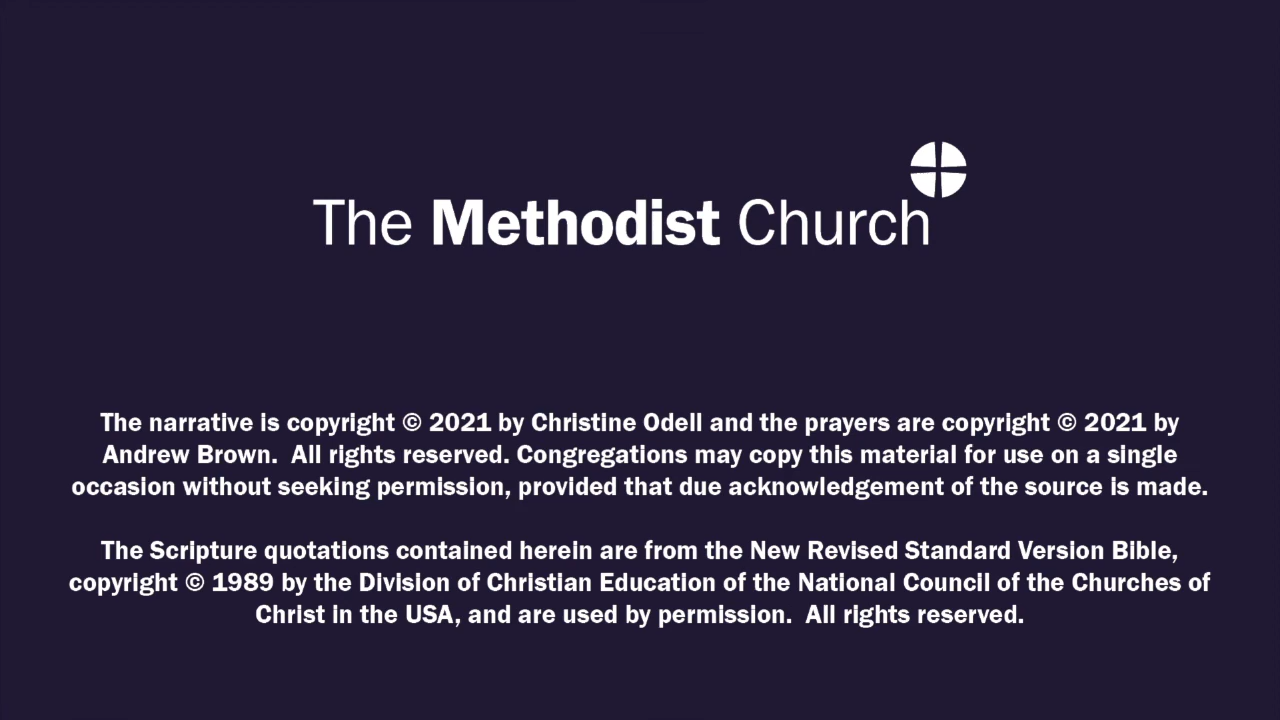 The Methodist Church
The narrative is copyright © 2021 by Christine Odell and the prayers are copyright © 2021 by
Andrew Brown.  All rights reserved. Congregations may copy this material for use on a single
occasion without seeking permission, provided that due acknowledgement of the source is made.
The Scripture quotations contained herein are from the New Revised Standard Version Bible,
copyright © 1989 by the Division of Christian Education of the National Council of the Churches of
Christ in the USA, and are used by permission.  All rights reserved.